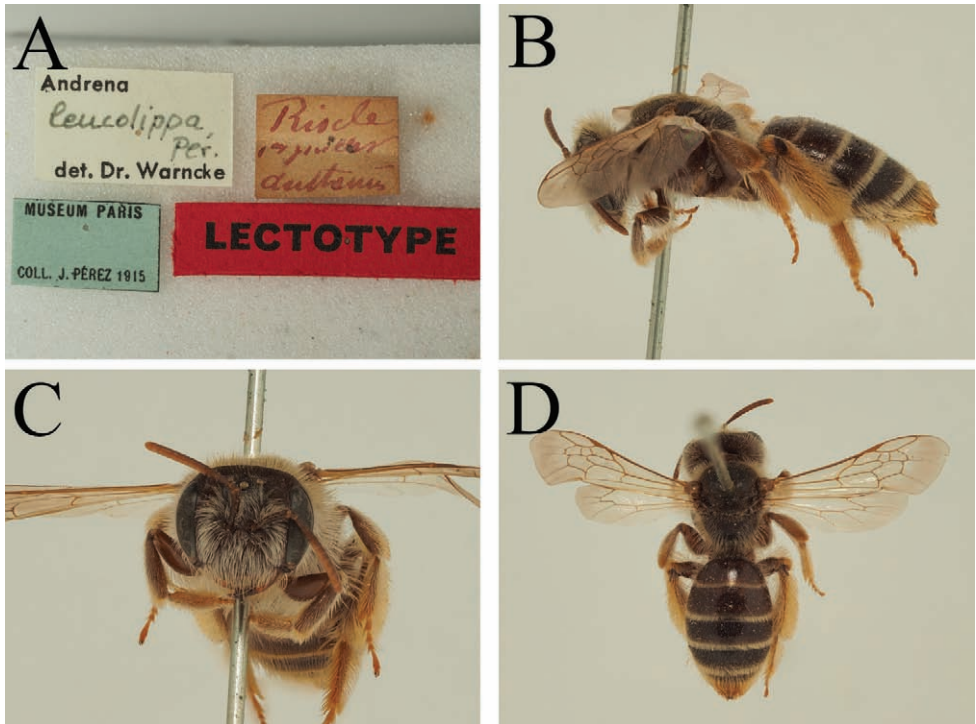 A
Andrena
leucolippa,
Per.
det. Dr. Warncke
Riscle
MUSEUM PARIS
COLL. J. PÉREZ 1915
LECTOTYPE
B
C
D